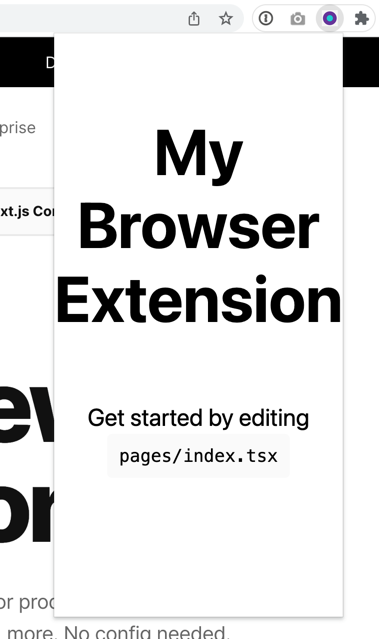 D
prise
xt.js Con
My
Browser
Extension
Get started by editing
pages/index.tsx
ev
or
or prod
more. No config needed.